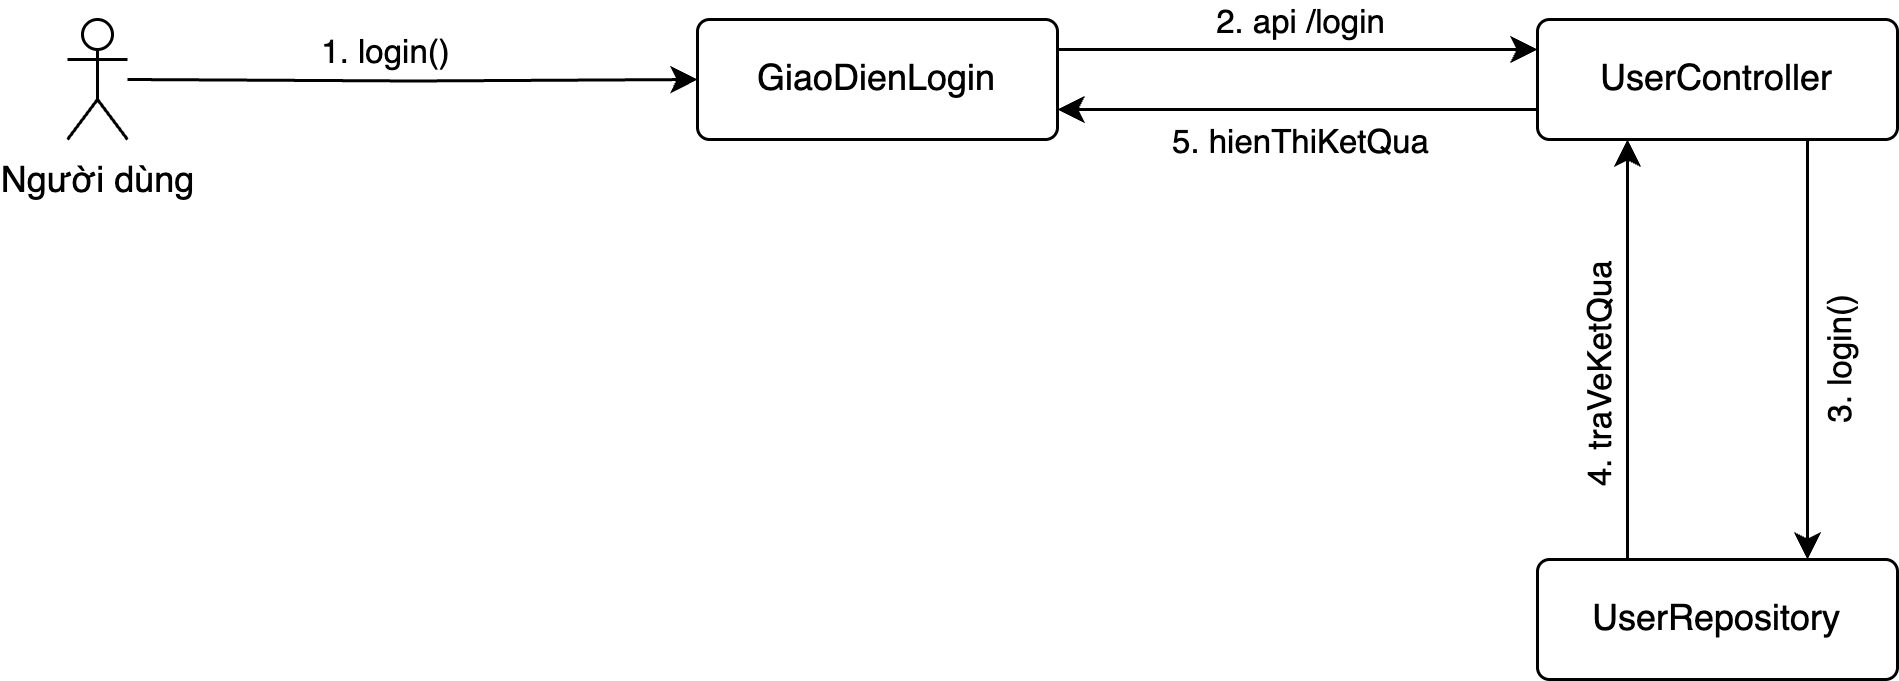 1. login()
GiaoDienLogin
2. api /login
UserController
5. hienThiKetQua
Người dùng
4. traVeKetQua
3. login()
UserRepository